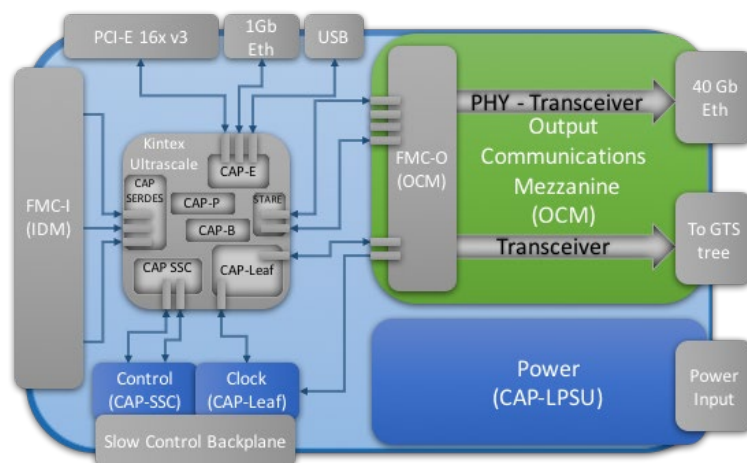 PCI-E 16x v3
1Gb
Eth
USB
FMC-I
(IDM)
Kintex
Ultrascale
CAP-E
CAP
SERDES
CAP-P
CAP-B
STARE
CAP SSC
CAP-Leaf
FMC-O
(OCM)
PHY - Transceiver
Output
Communications
Mezzanine
(OCM)
Transceiver
40 Gb
Eth
To GTS
tree
Control
(CAP-SSC)
Clock
(CAP-Leaf)
Slow Control Backplane
Power
(CAP-LPSU)
Power
Input